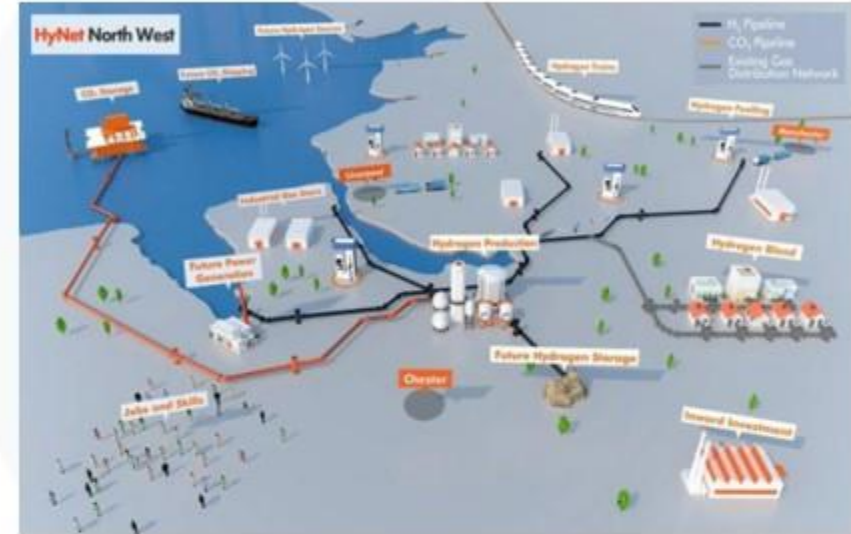 HyNet North West
Future Hydrogen Sources
H₂ Pipeline
CO₂ Pipeline
Existing Gas
Distribution Network
CO₂ Storage
Future CO₂ Shipping
Hydrogen Trains
Hydrogen Fuelling
Manchester
Liverpool
Industrial Gas Users
Hydrogen Production
Hydrogen Blend
Future Power
Generation
Future Hydrogen Storage
Chester
Jobs and Skills
Inward Investment